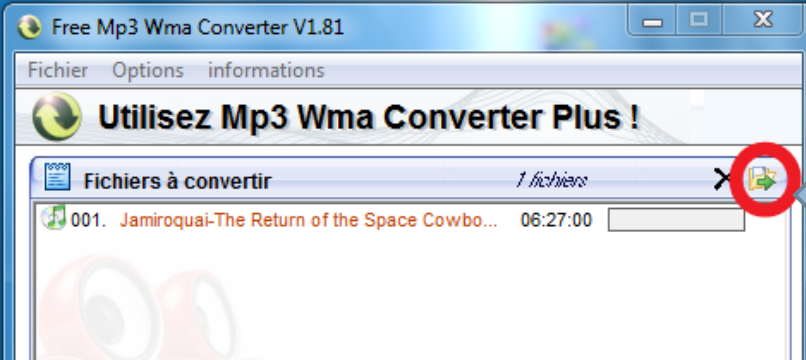 Free Mp3 Wma Converter V1.81
Fichier Options informations
Utilisez Mp3 Wma Converter Plus !
Fichiers à convertir 1 fichiers
001. Jamiroquai-The Return of the Space Cowbo... 06:27:00